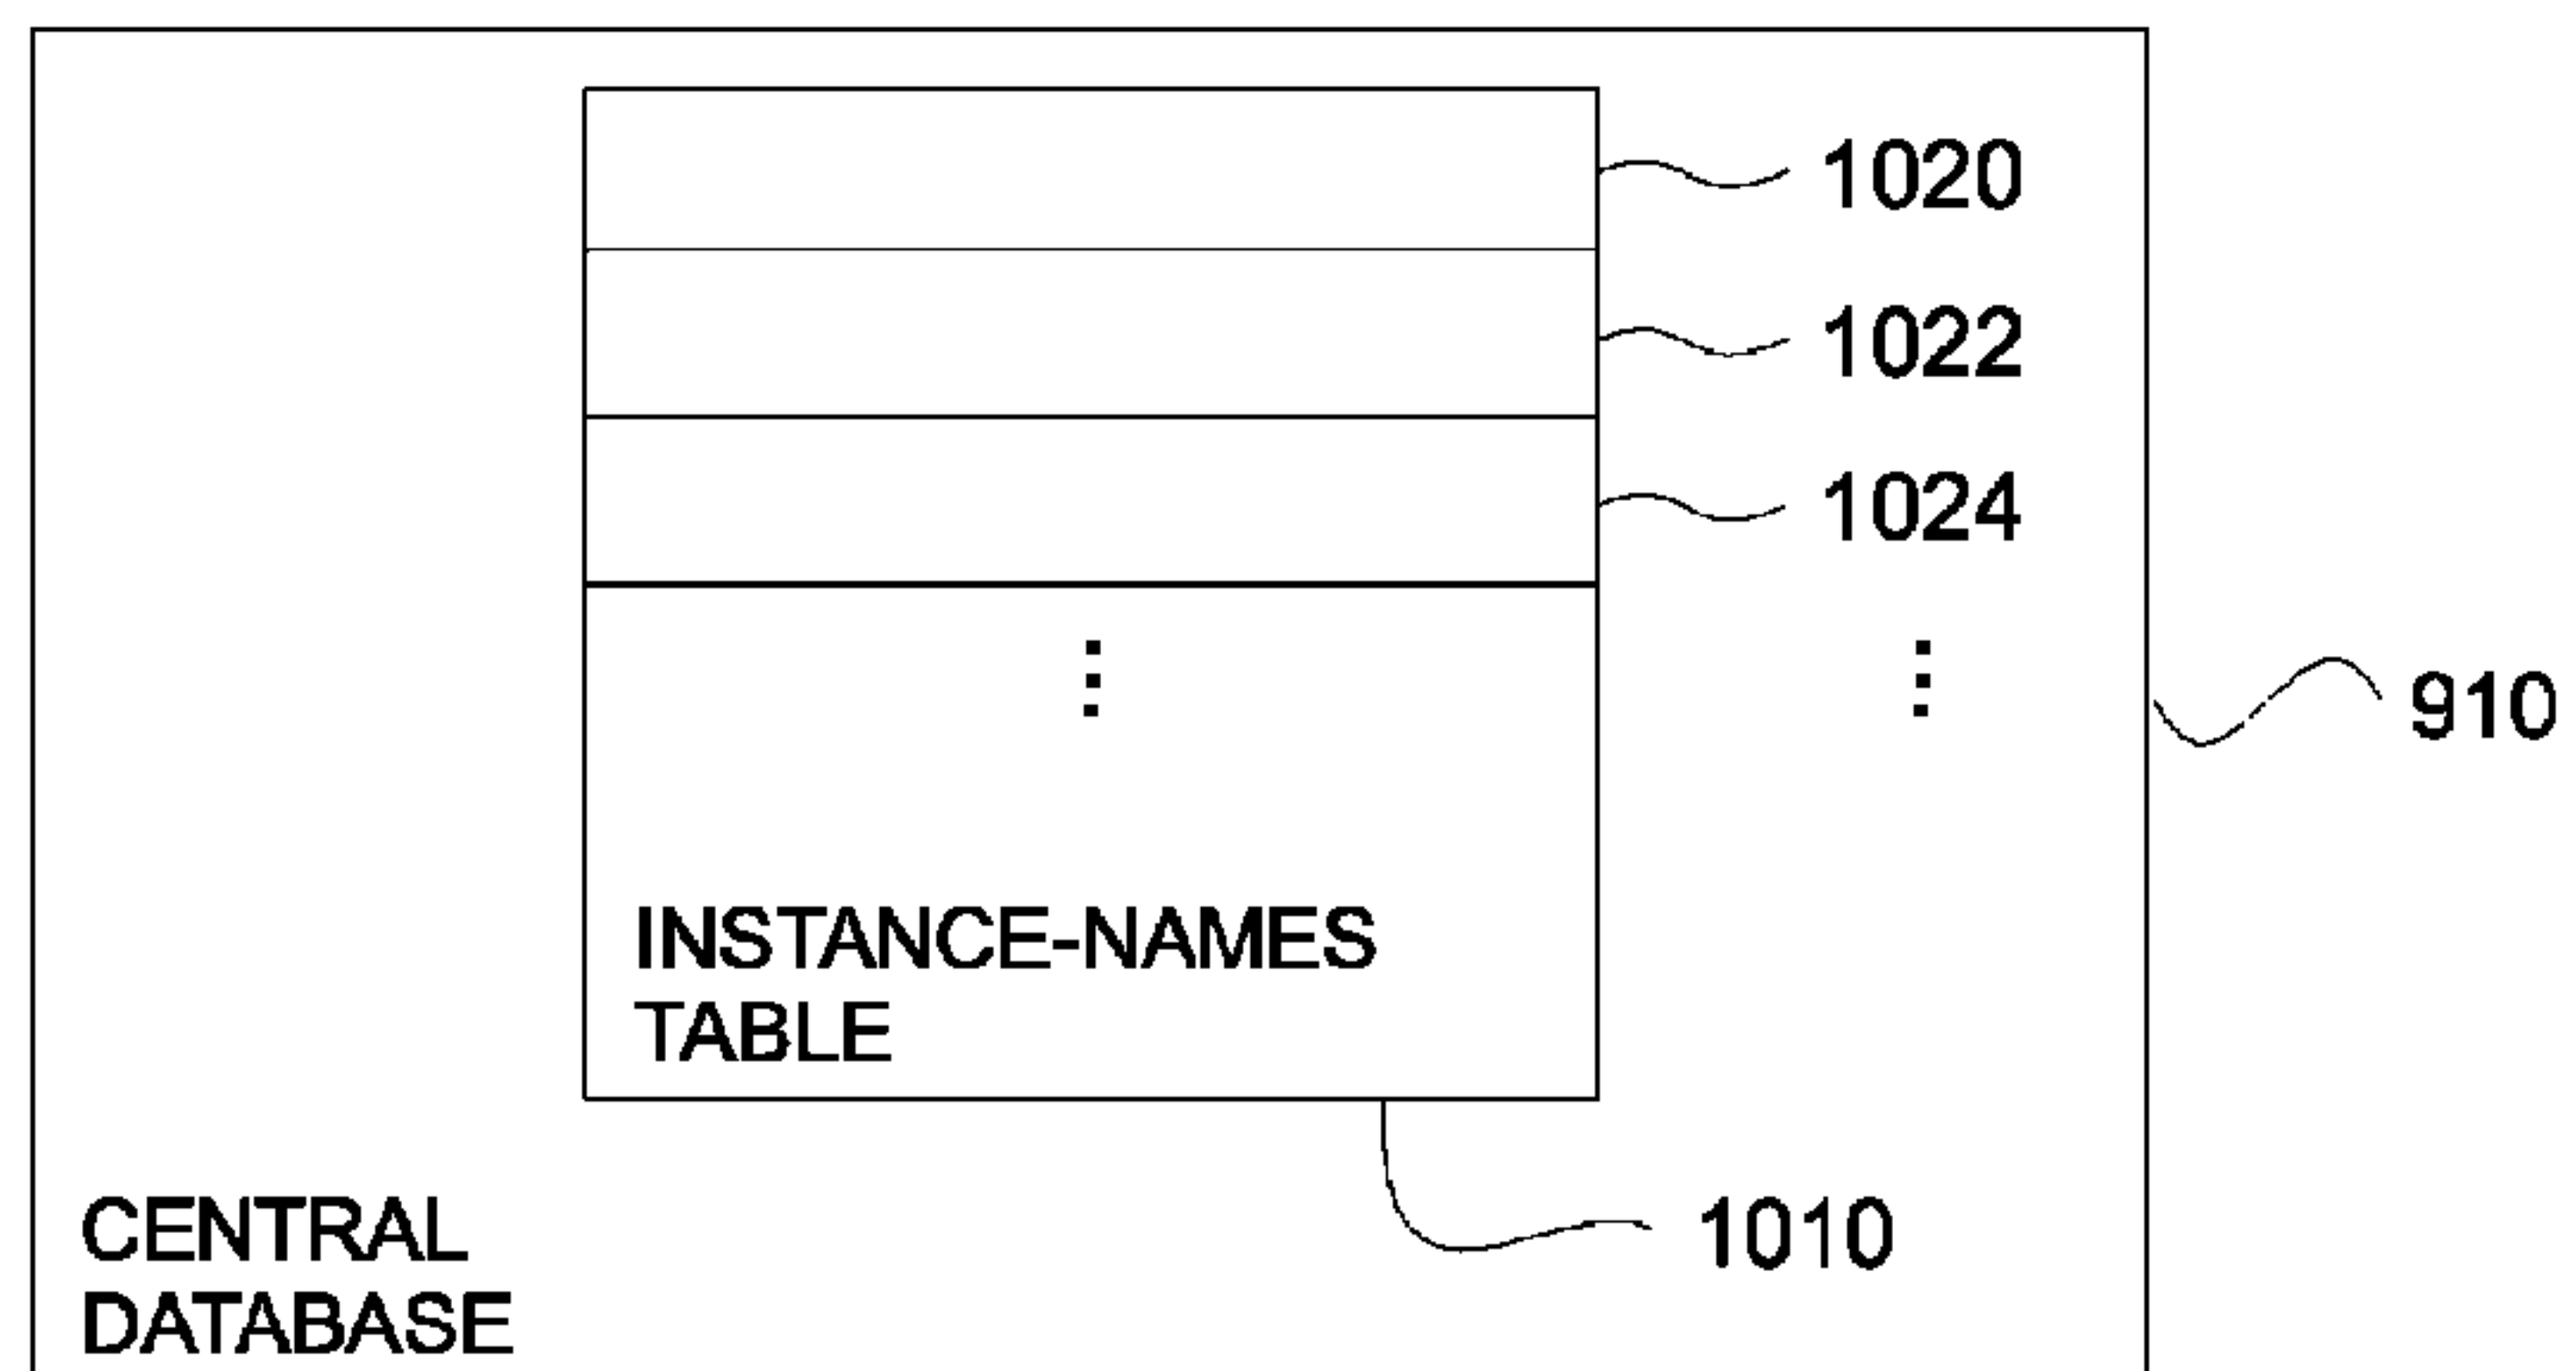 1020
1022
1024
910
INSTANCE-NAMES
TABLE
1010
CENTRAL
DATABASE